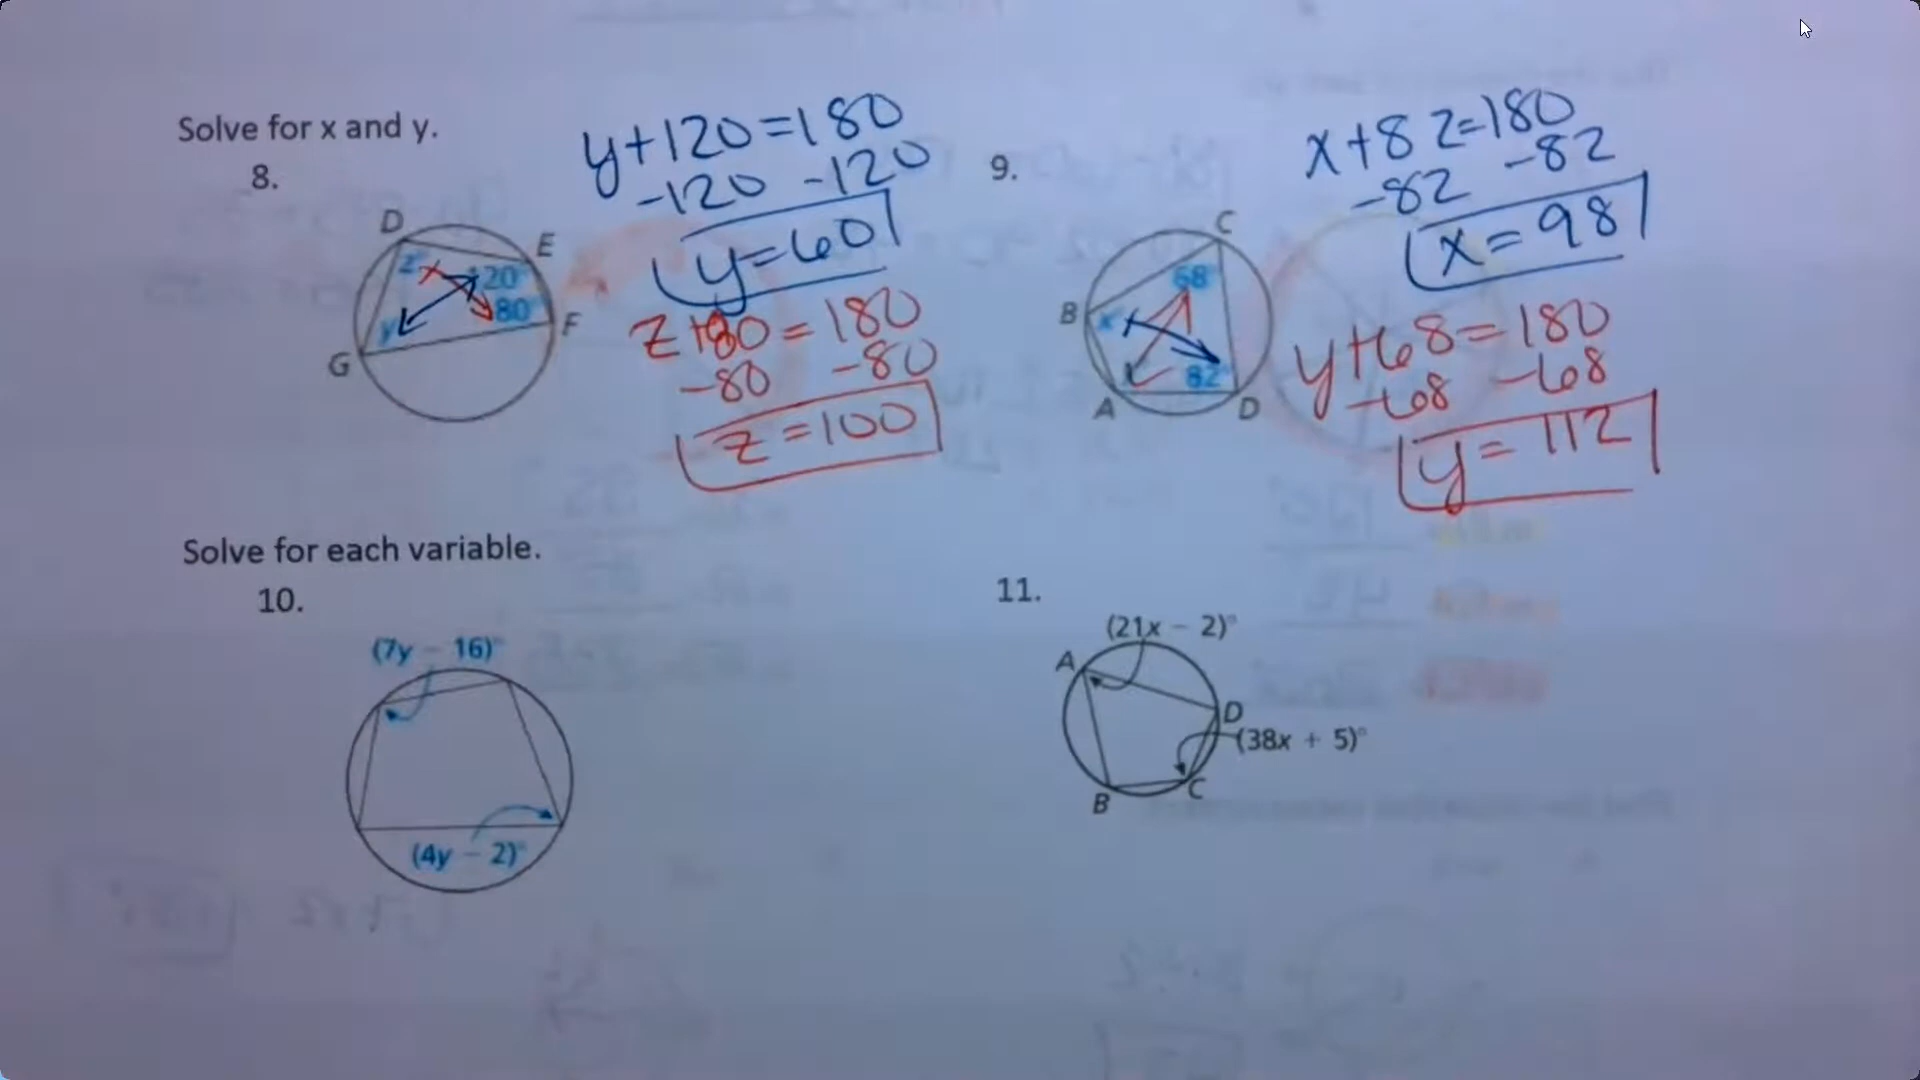 Solve for x and y.
8.
D
E
F
G
z°
120°
80°
y°
y+120=180
-120 -120
y=60
z+80=180
-80 -80
z=100
9.
C
B
A
D
68°
x°
82°
x+82=180
-82 -82
x=98
y+68=180
-68 -68
y=112
Solve for each variable.
10.
(7y - 16)°
(4y - 2)°
11.
(21x - 2)°
A
D
(38x + 5)°
B
C